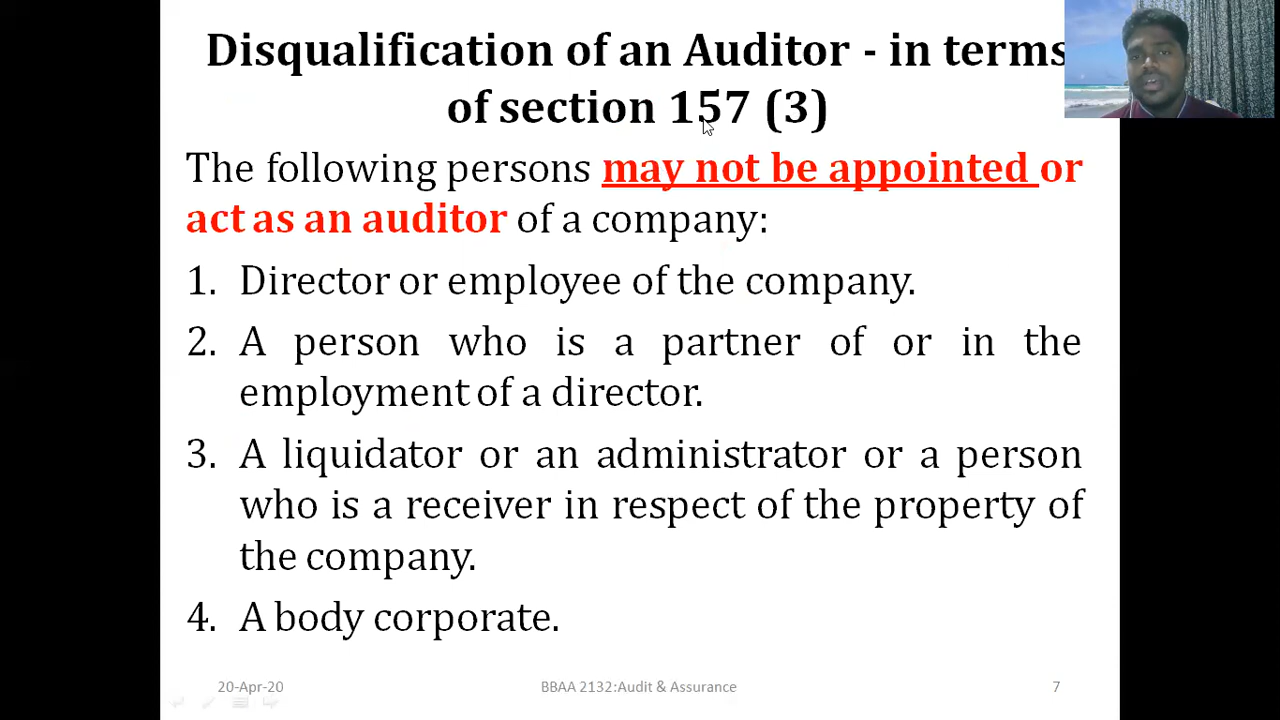 Disqualification of an Auditor - in terms
of section 157 (3)
The following persons may not be appointed or
act as an auditor of a company:
1. Director or employee of the company.
2. A person who is a partner of or in the
employment of a director.
3. A liquidator or an administrator or a person
who is a receiver in respect of the property of
the company.
4. A body corporate.
20-Apr-20 BBAA 2132:Audit & Assurance 7